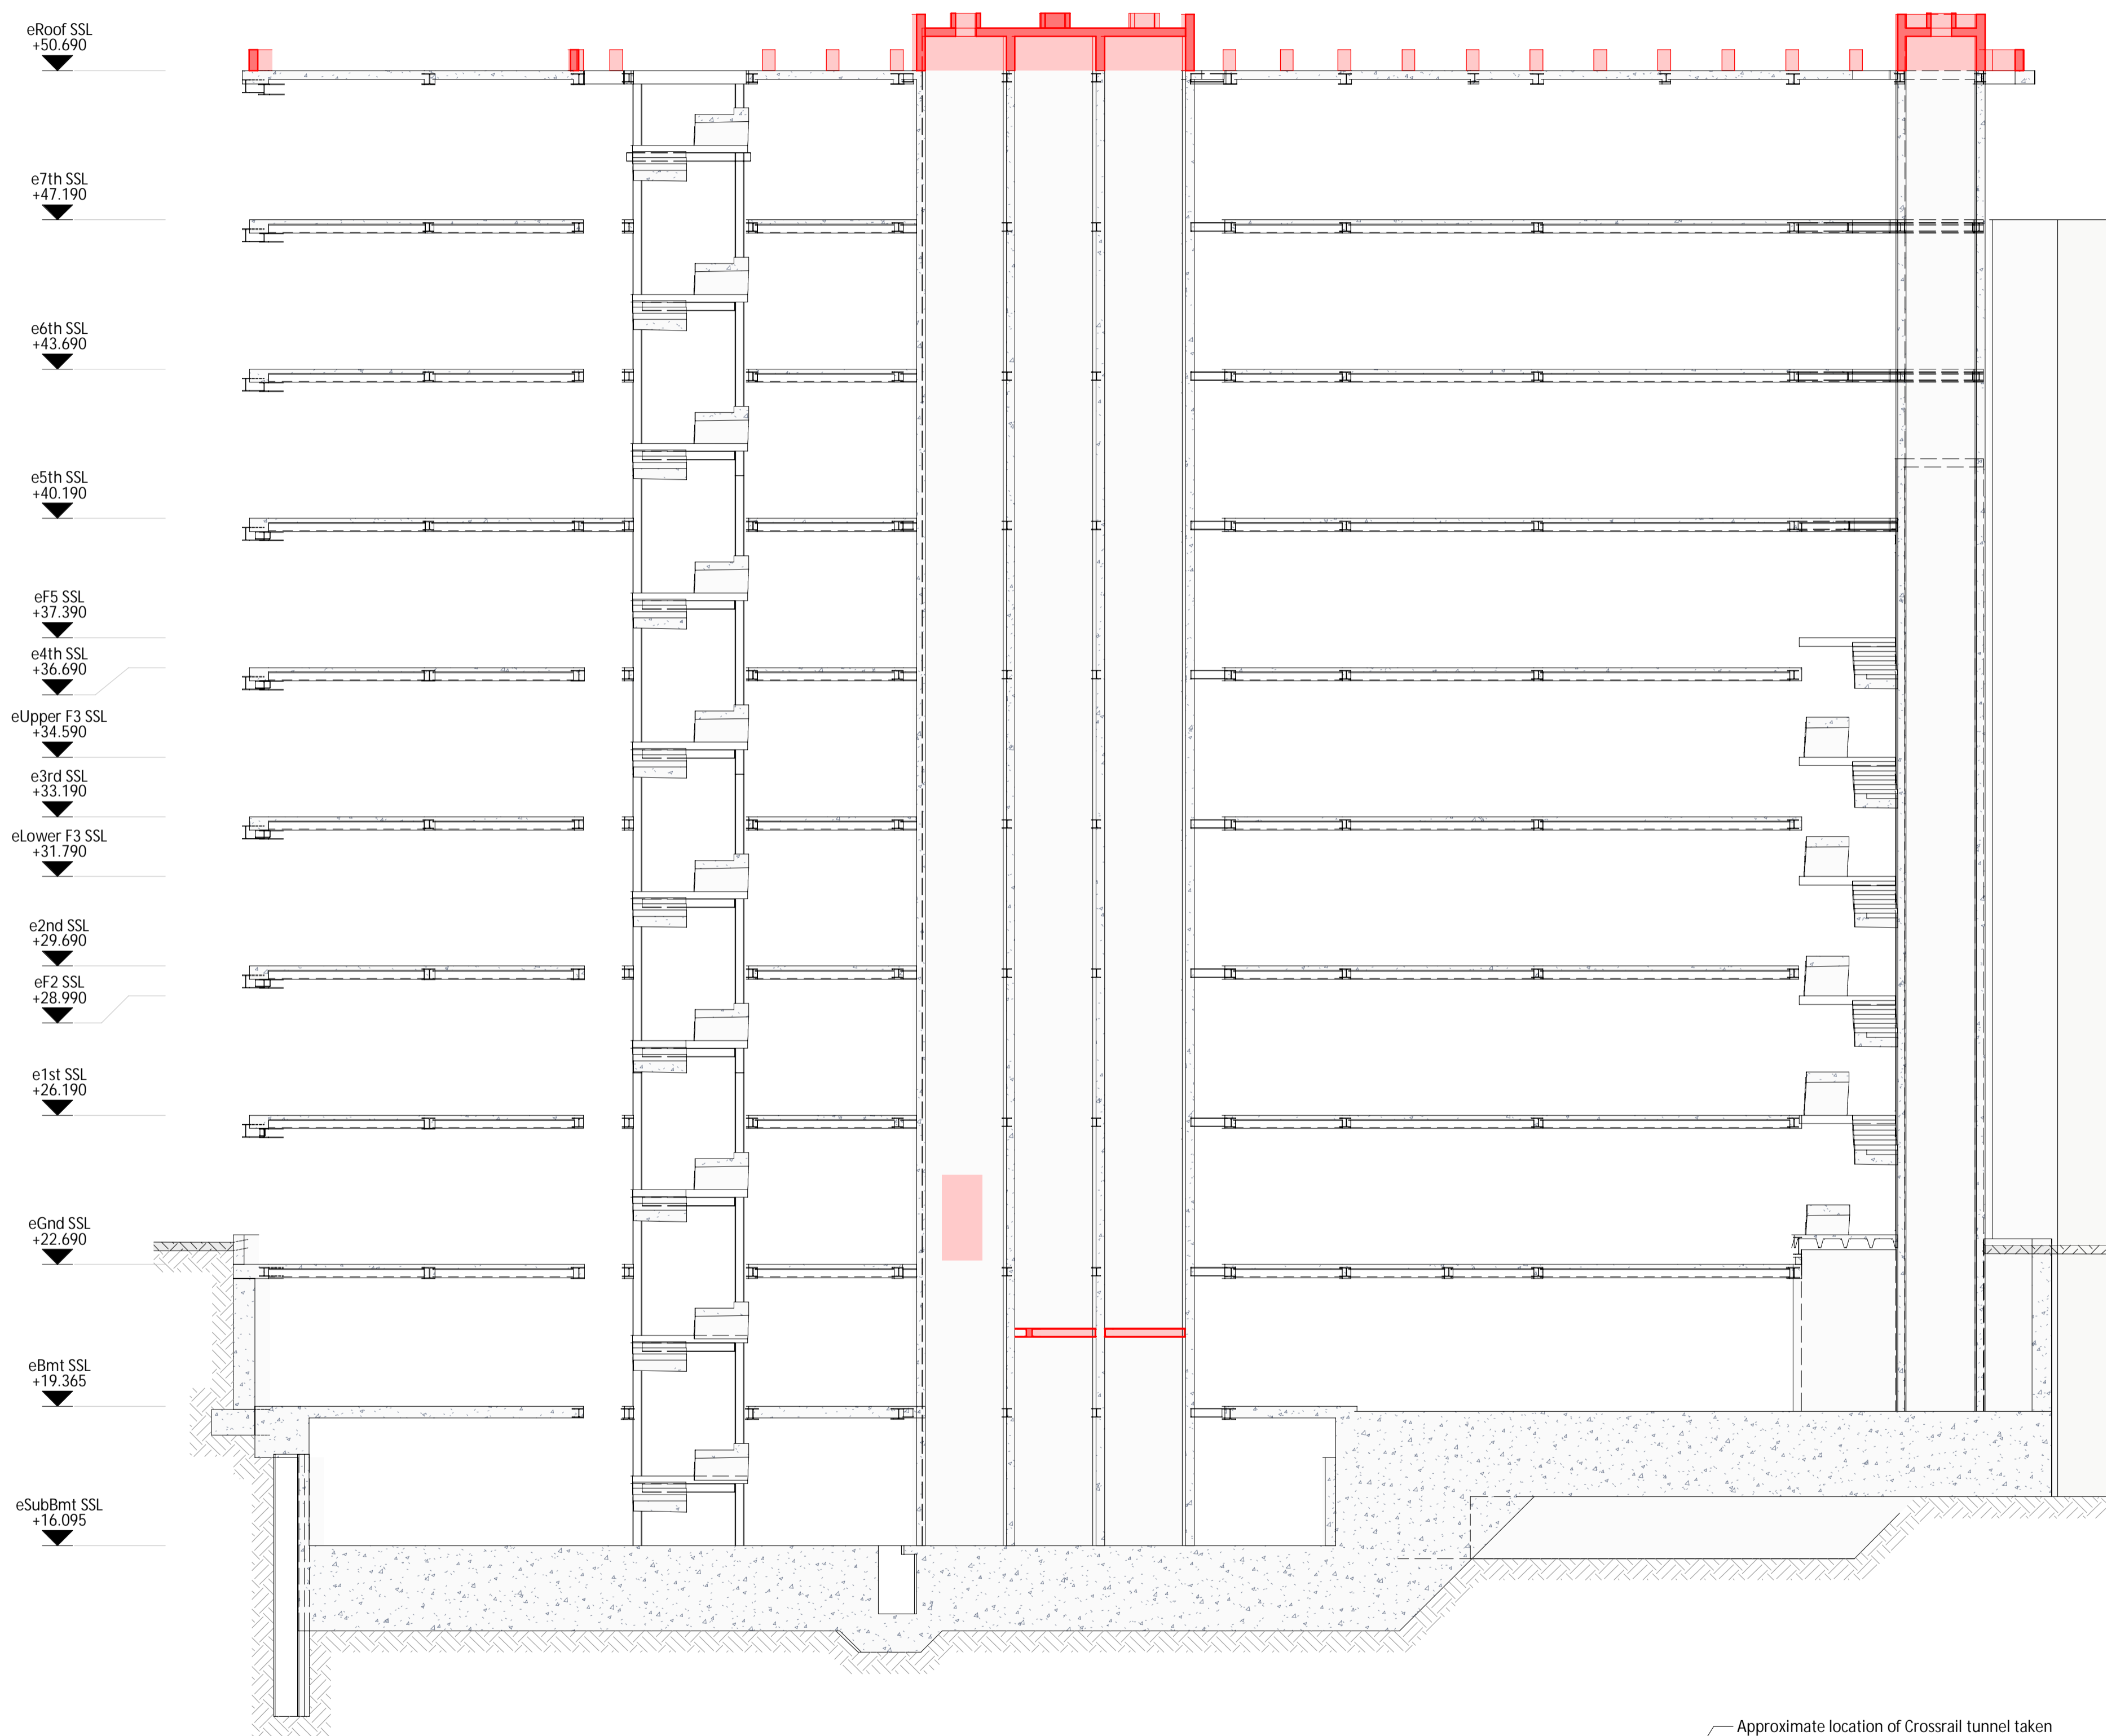 eRoof SSL
+50.690
e7th SSL
+47.190
e6th SSL
+43.690
e5th SSL
+40.190
eF5 SSL
+37.390
e4th SSL
+36.690
eUpper F3 SSL
+34.590
e3rd SSL
+33.190
eLower F3 SSL
+31.790
e2nd SSL
+29.690
eF2 SSL
+28.990
e1st SSL
+26.190
eGnd SSL
+22.690
eBmt SSL
+19.365
eSubBmt SSL
+16.095
Approximate location of Crossrail tunnel taken